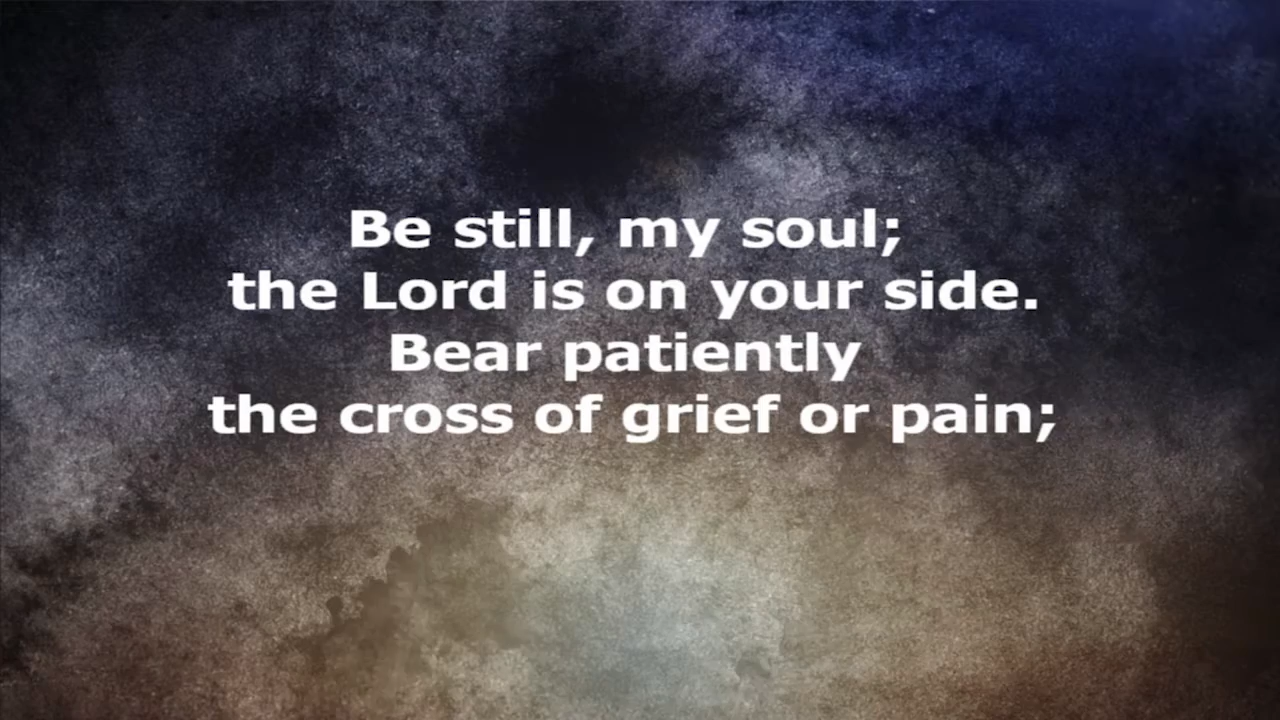 Be still, my soul;
the Lord is on your side.
Bear patiently
the cross of grief or pain;